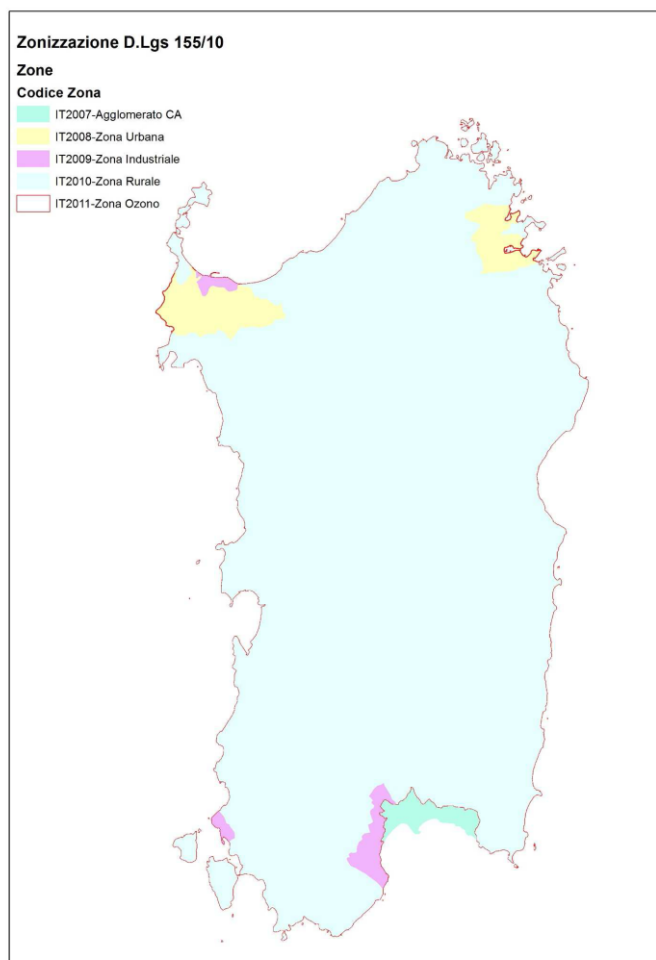 Zonizzazione D.Lgs 155/10
Zone
Codice Zona
IT2007-Agglomerato CA
IT2008-Zona Urbana
IT2009-Zona Industriale
IT2010-Zona Rurale
IT2011-Zona Ozono